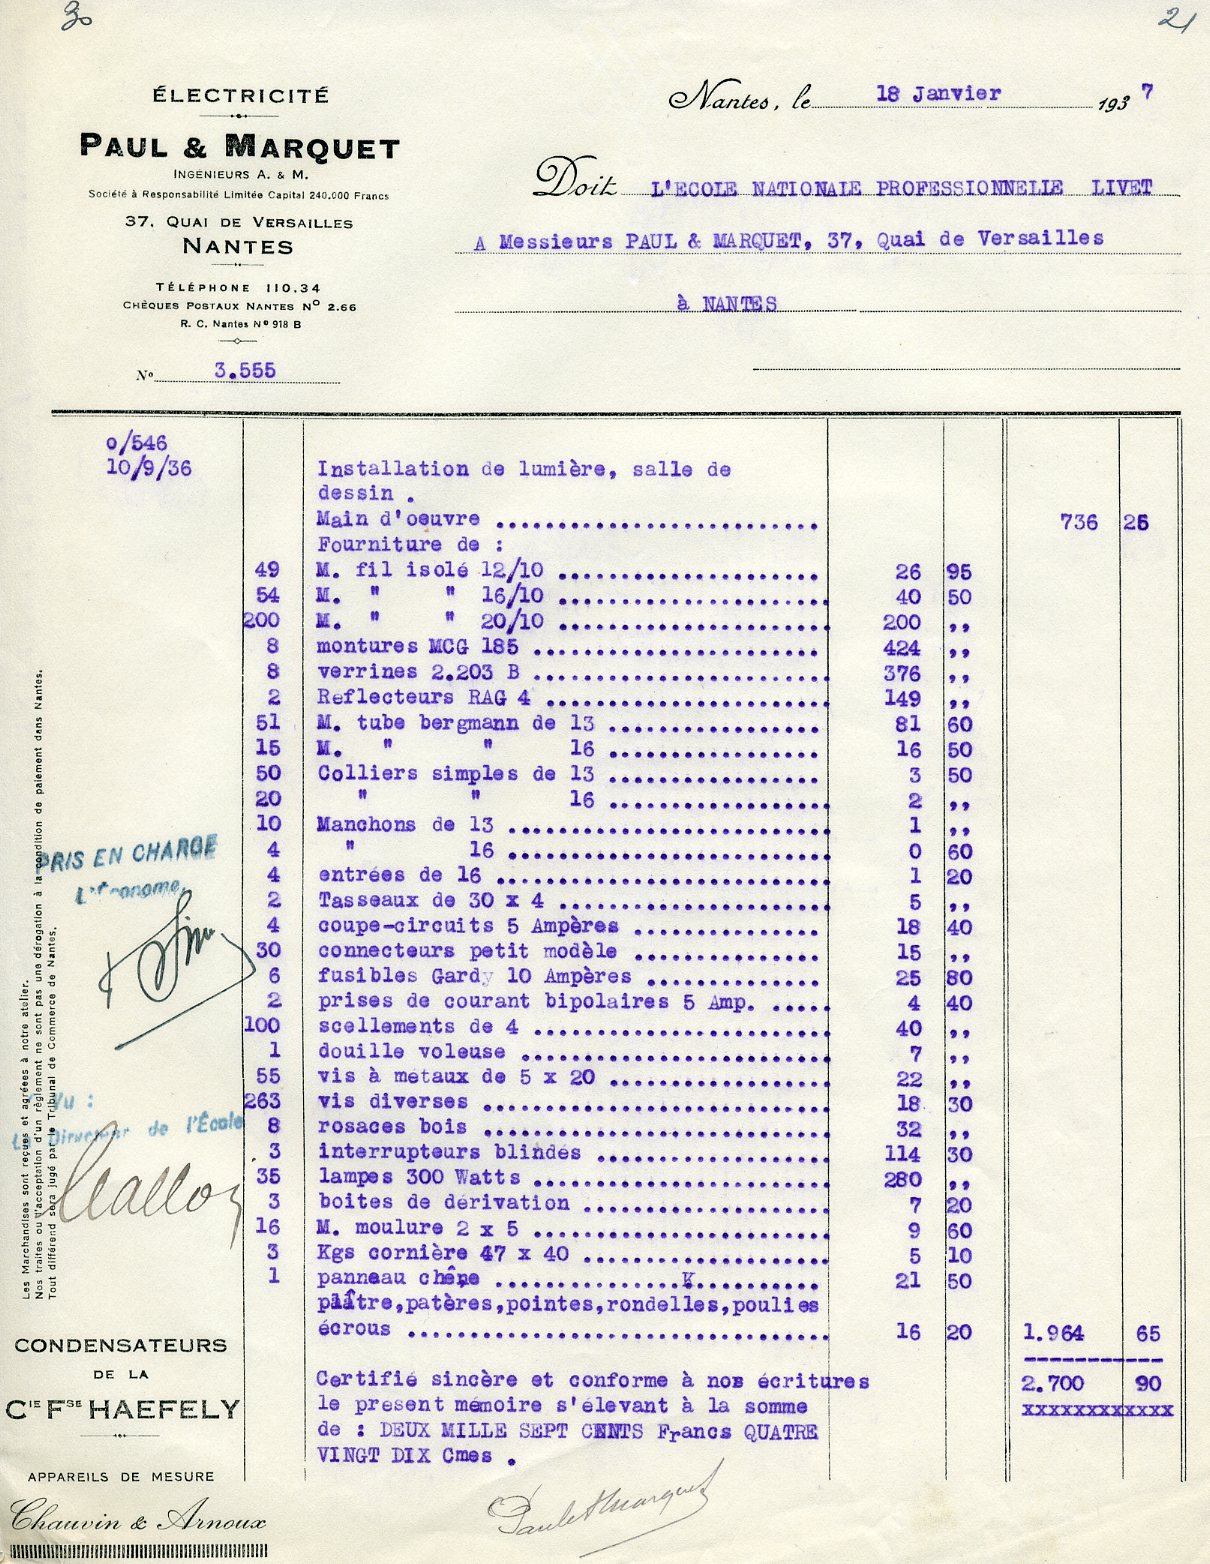 30
21
ÉLECTRICITÉ
PAUL & MARQUET
INGÉNIEURS A. & M.
Société à Responsabilité Limitée Capital 240.000 Francs
37, QUAI DE VERSAILLES
NANTES
TÉLÉPHONE 110.34
CHÈQUES POSTAUX NANTES NO 2.66
R. C. Nantes No 918 B
No 3.555
Nantes, le 18 Janvier 1937
Doit L'ECOLE NATIONALE PROFESSIONNELLE LIVET
A Messieurs PAUL & MARQUET, 37, Quai de Versailles
à NANTES
o/546
10/9/36
Installation de lumière, salle de
dessin .
Main d'oeuvre ......................... 736 25
Fourniture de :
49 M. fil isolé 12/10 ..................... 26 95
54 M. " " 16/10 ...................... 40 50
200 M. " " 20/10 ...................... 200 ,,
8 montures MCG 185 ....................... 424 ,,
8 verrines 2.203 B ........................ 376 ,,
2 Reflecteurs RAG 4 ....................... 149 ,,
51 M. tube bergmann de 13 ................. 81 60
15 M. " " 16 ................. 16 50
50 Colliers simples de 13 ................. 3 50
20 " " 16 .................. 2 ,,
10 Manchons de 13 .......................... 1 ,,
4 " 16 .......................... 0 60
4 entrées de 16 ........................... 1 20
2 Tasseaux de 30 x 4 ...................... 5 ,,
4 coupe-circuits 5 Ampères ............... 18 40
30 connecteurs petit modèle ............... 15 ,,
6 fusibles Gardy 10 Ampères .............. 25 80
2 prises de courant bipolaires 5 Amp. ..... 4 40
100 scellements de 4 ........................ 40 ,,
1 douille voleuse ......................... 7 ,,
55 vis à métaux de 5 x 20 .................. 22 ,,
263 vis diverses ............................ 18 30
8 rosaces bois ............................ 32 ,,
3 interrupteurs blindés ................... 114 30
35 lampes 300 Watts ........................ 280 ,,
3 boites de dérivation .................... 7 20
16 M. moulure 2 x 5 ........................ 9 60
3 Kgs cornière 47 x 40 .................... 5 10
1 panneau chêne .......................... 21 50
plâtre,patères,pointes,rondelles,poulies
écrous .................................. 16 20 1.964 65
2.700 90
xxxxxxxxxxxx
Certifié sincère et conforme à nos écritures
le présent mémoire s'élevant à la somme
de : DEUX MILLE SEPT CENTS Francs QUATRE
VINGT DIX Cmes .
Paul & Marquet
PRIS EN CHARGE
L'Économe,
Vu :
Le Directeur de l'École
Les Marchandises sont reçues et agréées à notre atelier.
Nos traites ou l'acceptation d'un règlement ne sont pas une dérogation à la condition de paiement dans Nantes.
Tout différend sera jugé par le Tribunal de Commerce de Nantes.
CONDENSATEURS
DE LA
CIE FSE HAEFELY
APPAREILS DE MESURE
Chauvin & Arnoux